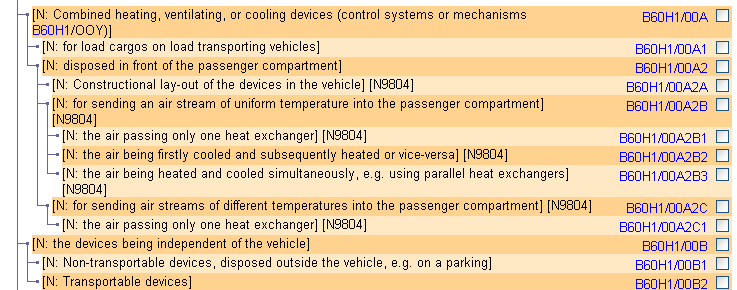 [N: Combined heating, ventilating, or cooling devices (control systems or mechanisms B60H1/00A
B60H1/OOY)]
[N: for load cargos on load transporting vehicles] B60H1/00A1
[N: disposed in front of the passenger compartment] B60H1/00A2
[N: Constructional lay-out of the devices in the vehicle] [N9804] B60H1/00A2A
[N: for sending an air stream of uniform temperature into the passenger compartment] B60H1/00A2B
[N9804]
[N: the air passing only one heat exchanger] [N9804] B60H1/00A2B1
[N: the air being firstly cooled and subsequently heated or vice-versa] [N9804] B60H1/00A2B2
[N: the air being heated and cooled simultaneously, e.g. using parallel heat exchangers] B60H1/00A2B3
[N9804]
[N: for sending air streams of different temperatures into the passenger compartment] [N9804] B60H1/00A2C
[N: the air passing only one heat exchanger] [N9804] B60H1/00A2C1
[N: the devices being independent of the vehicle] B60H1/00B
[N: Non-transportable devices, disposed outside the vehicle, e.g. on a parking] B60H1/00B1
[N: Transportable devices] B60H1/00B2